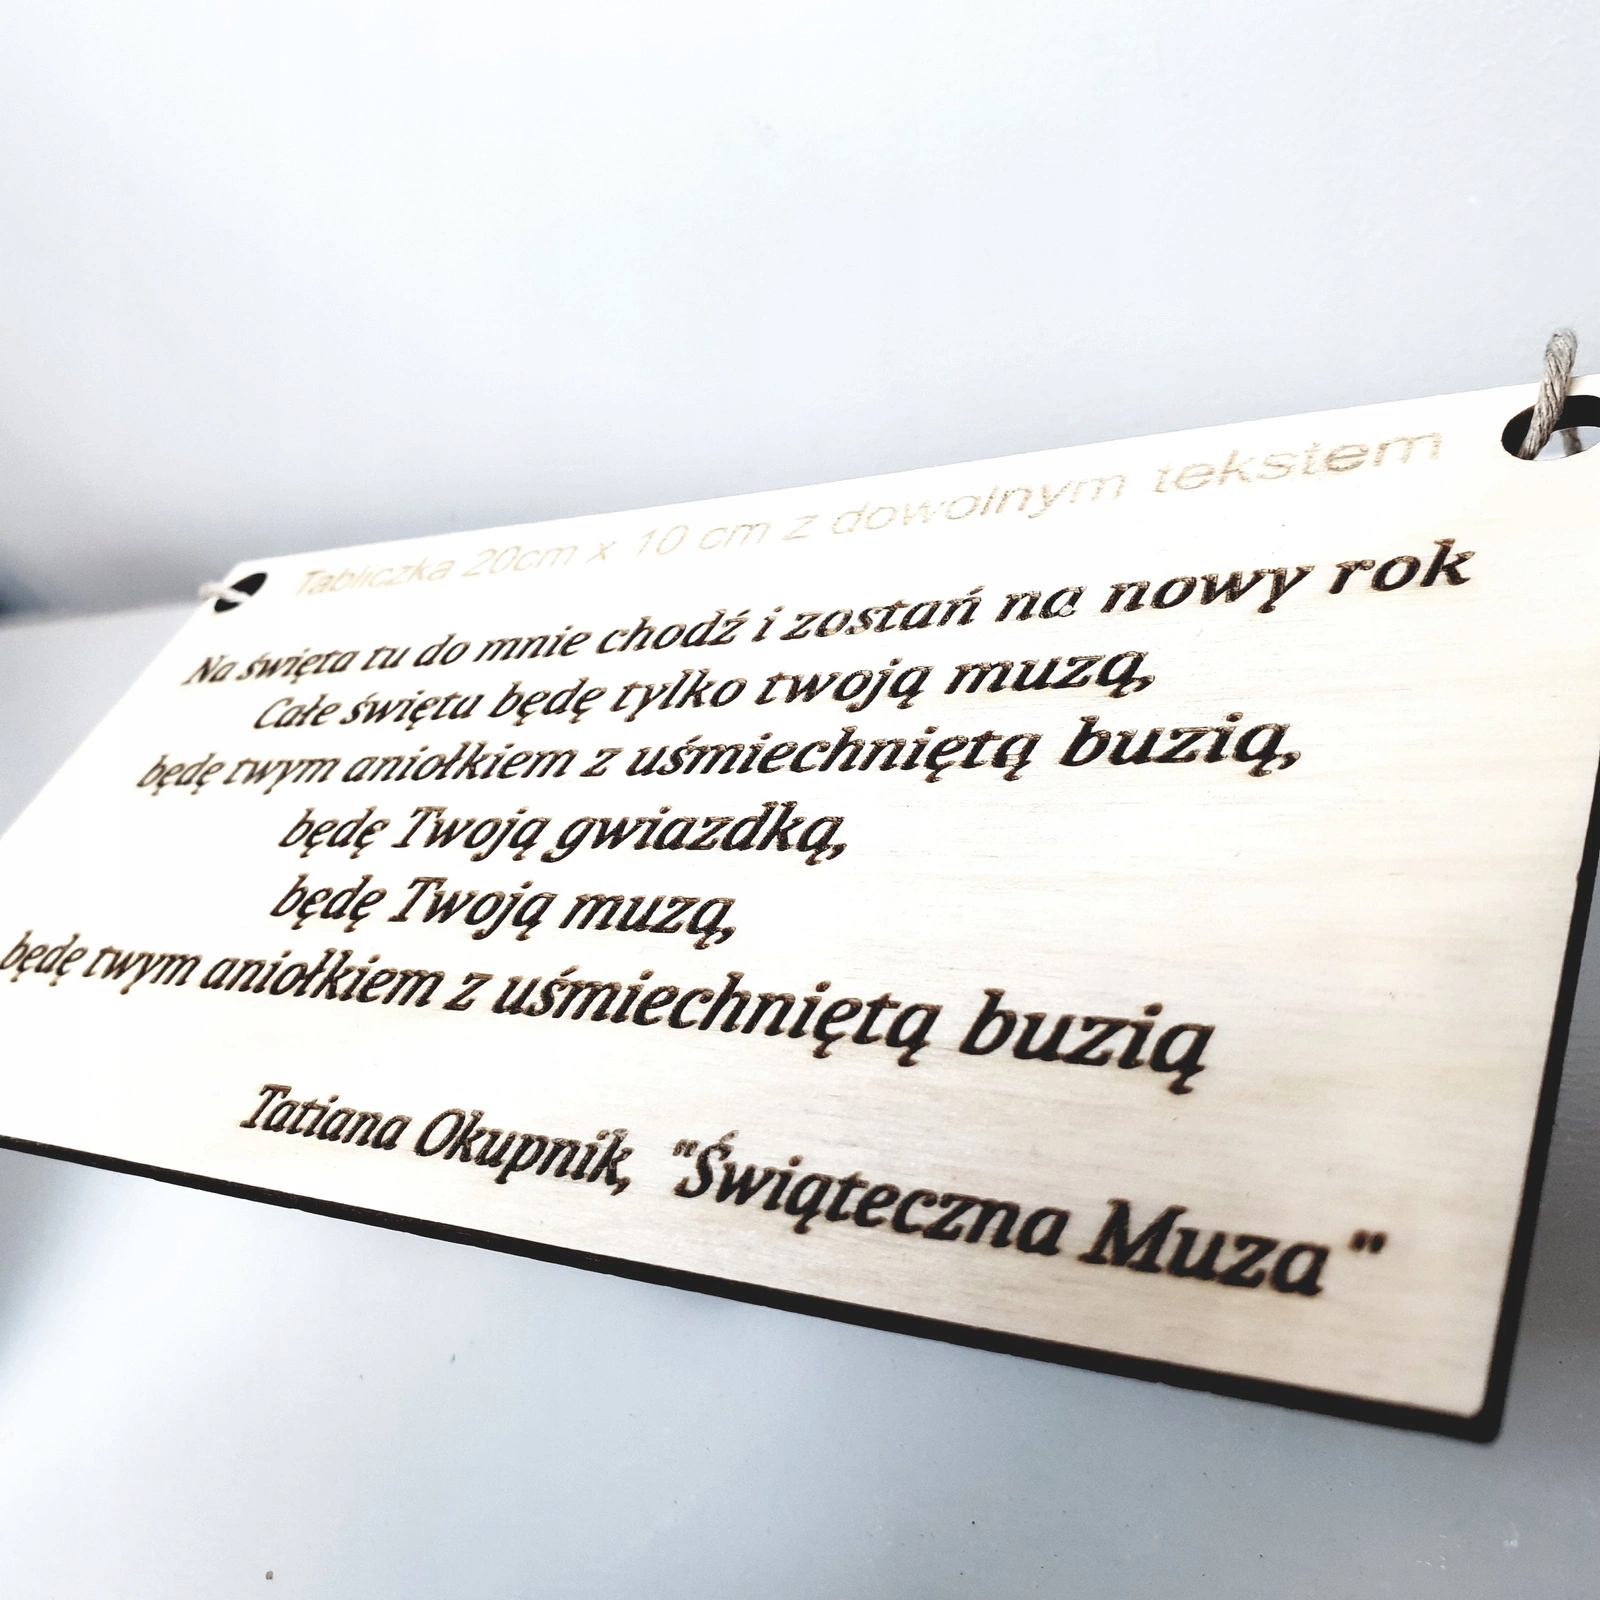 Tabliczka 20cm x 10 cm z dowolnym tekstem
Na święta tu do mnie chodź i zostań na nowy rok
Całe świętu będę tylko twoją muzą,
będę twym aniołkiem z uśmiechniętą buzią,
będę Twoją gwiazdką,
będę Twoją muzą,
będę twym aniołkiem z uśmiechniętą buzią
Tatiana Okupnik, "Świąteczna Muza"